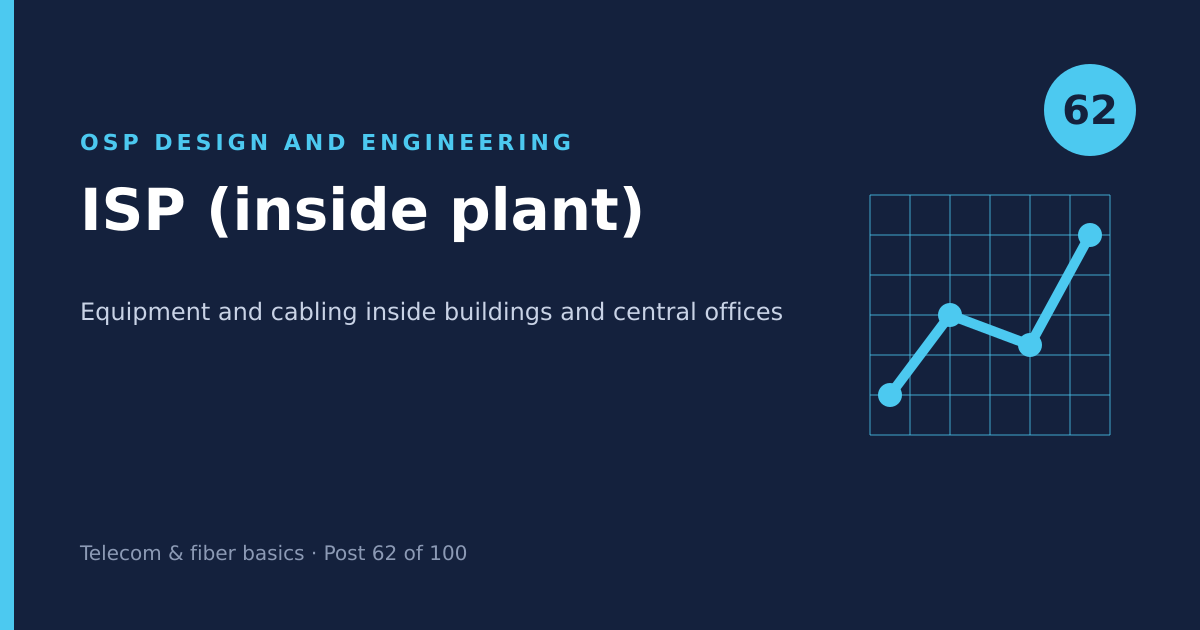 62
OSP DESIGN AND ENGINEERING
ISP (inside plant)
Equipment and cabling inside buildings and central offices
Telecom & fiber basics · Post 62 of 100